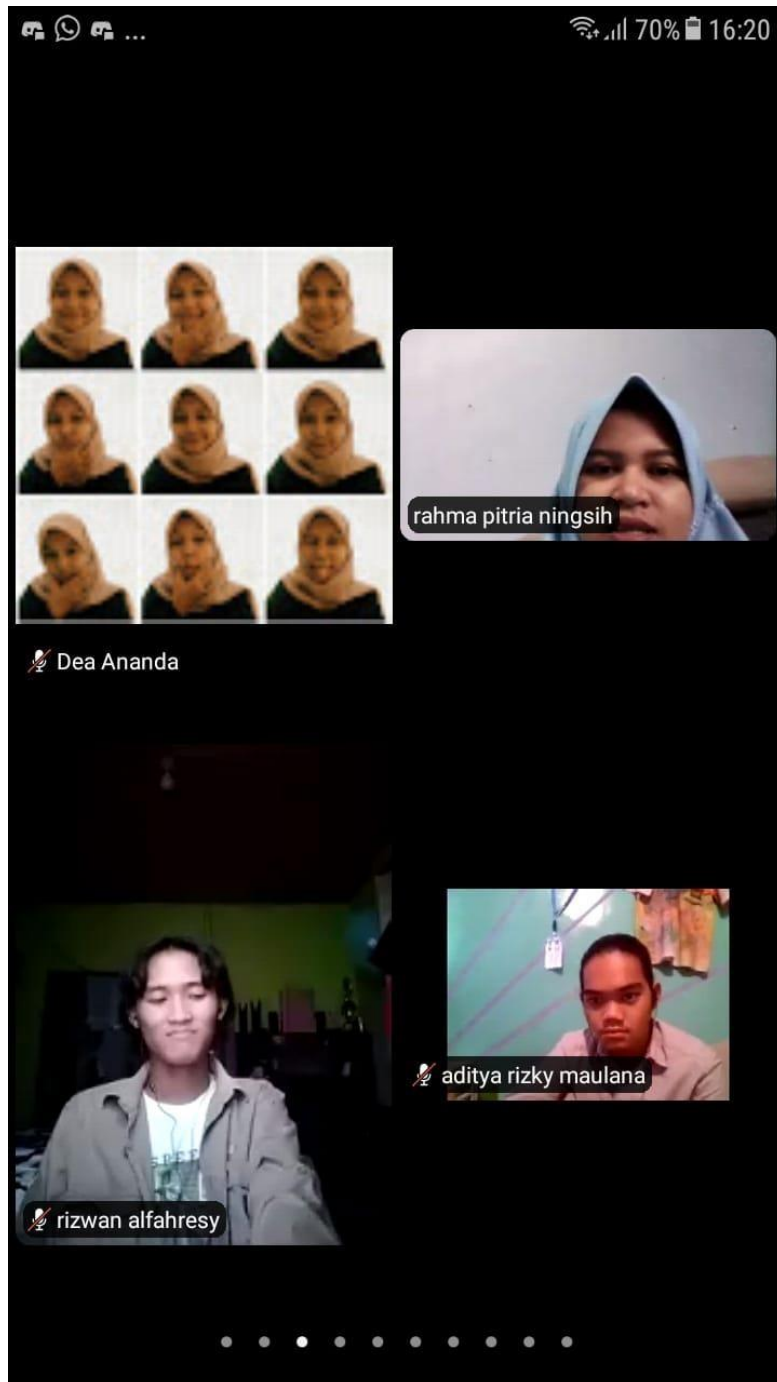 ... 70% 16:20
rahma pitria ningsih
Dea Ananda
aditya rizky maulana
rizwan alfahresy